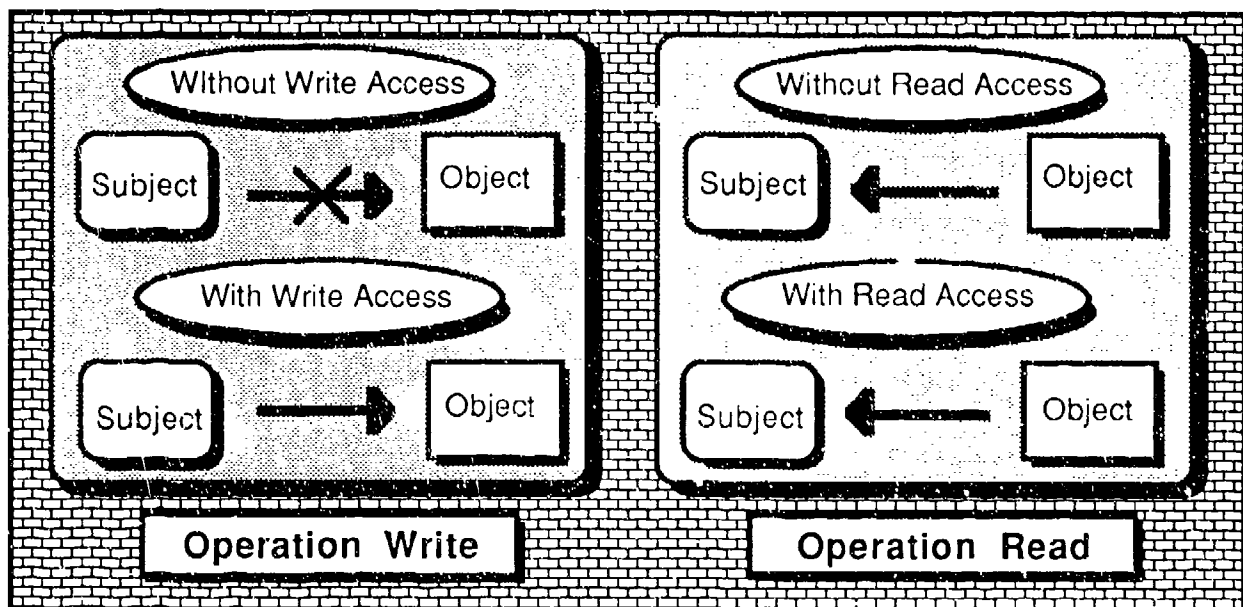 WIthout Write Access
Subject
Object
With Write Access
Subject
Object
Operation Write
Without Read Access
Subject
Object
With Read Access
Subject
Object
Operation Read